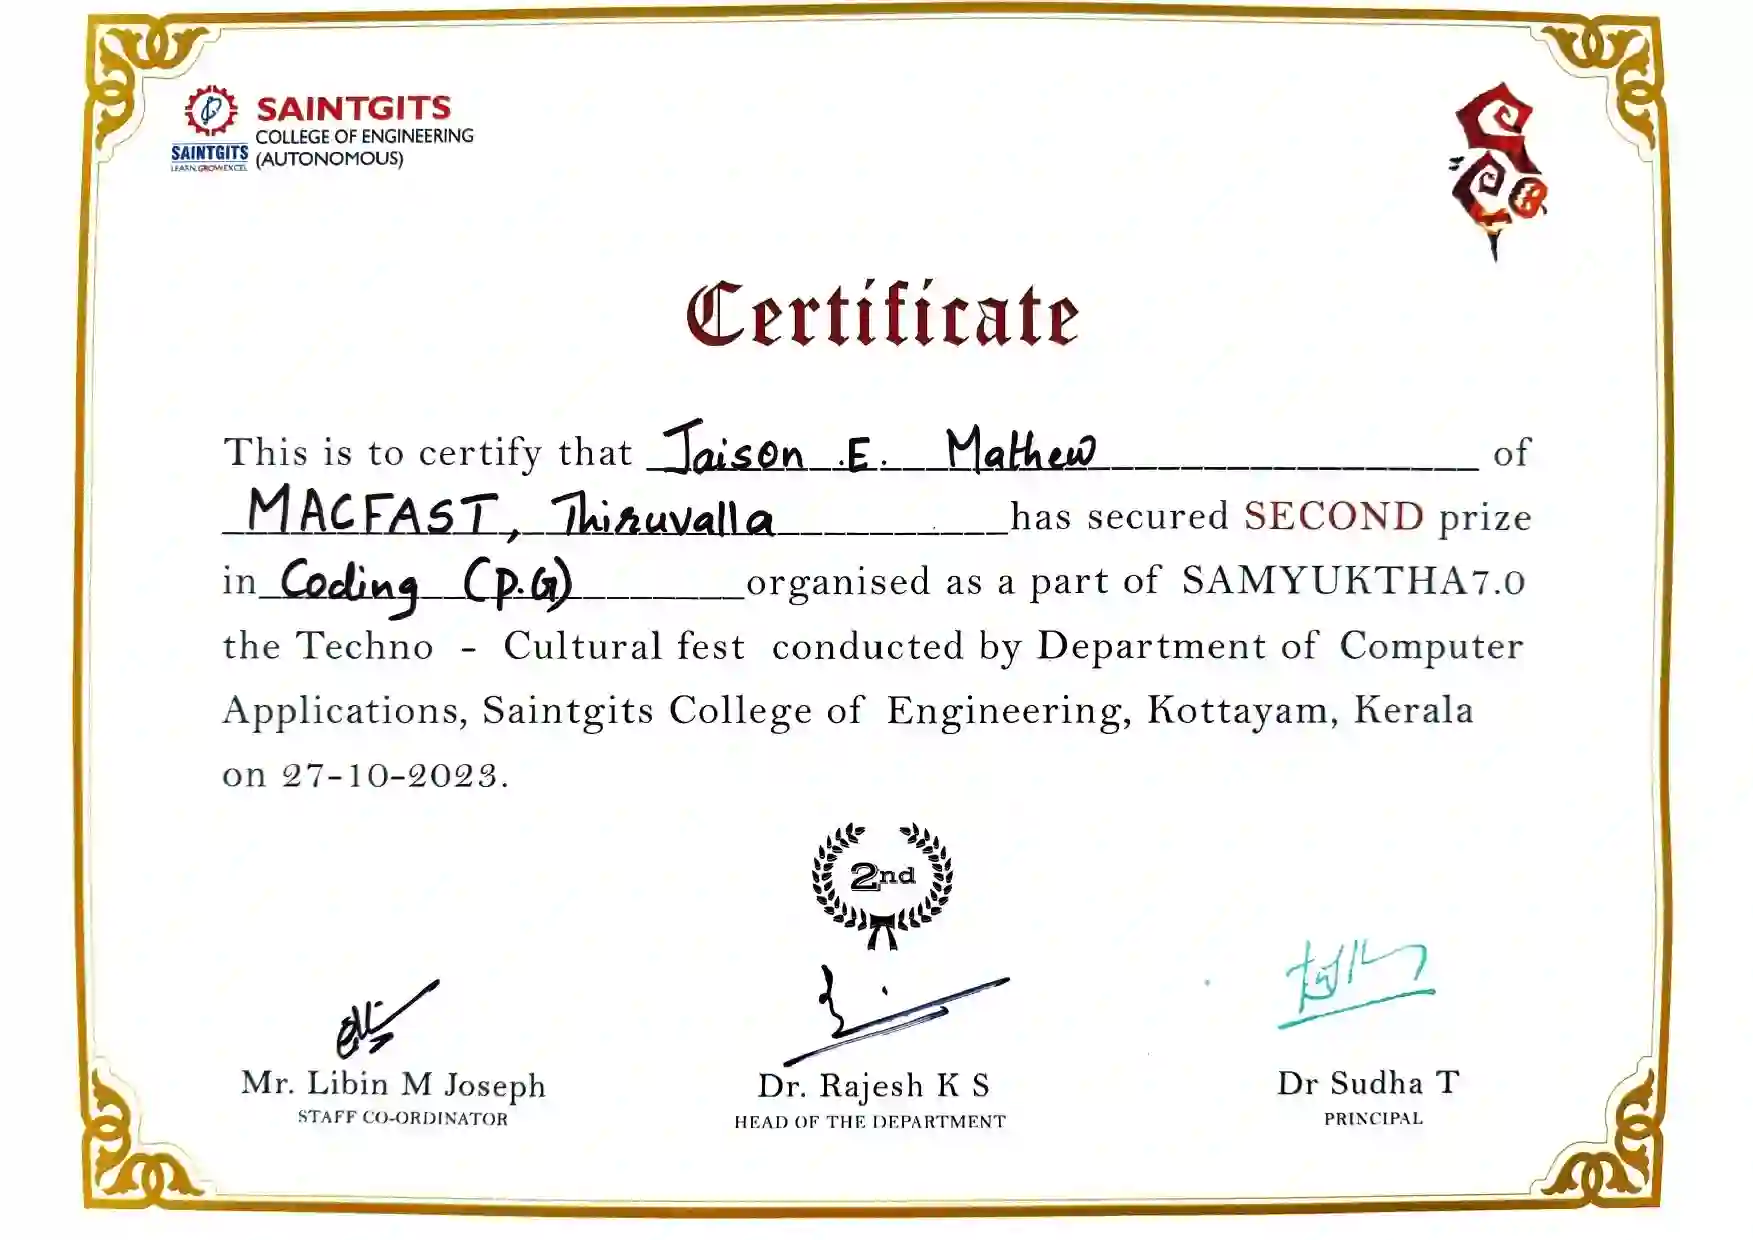 SAINTGITS
COLLEGE OF ENGINEERING
(AUTONOMOUS)
SAINTGITS
LEARN.GROW.EXCEL
Certificate
This is to certify that Jaison .E. Mathew of
MACFAST, Thiruvalla has secured SECOND prize
in Coding (P.G) organised as a part of SAMYUKTHA7.0
the Techno - Cultural fest conducted by Department of Computer
Applications, Saintgits College of Engineering, Kottayam, Kerala
on 27-10-2023.
2nd
Mr. Libin M Joseph
STAFF CO-ORDINATOR
Dr. Rajesh K S
HEAD OF THE DEPARTMENT
Dr Sudha T
PRINCIPAL